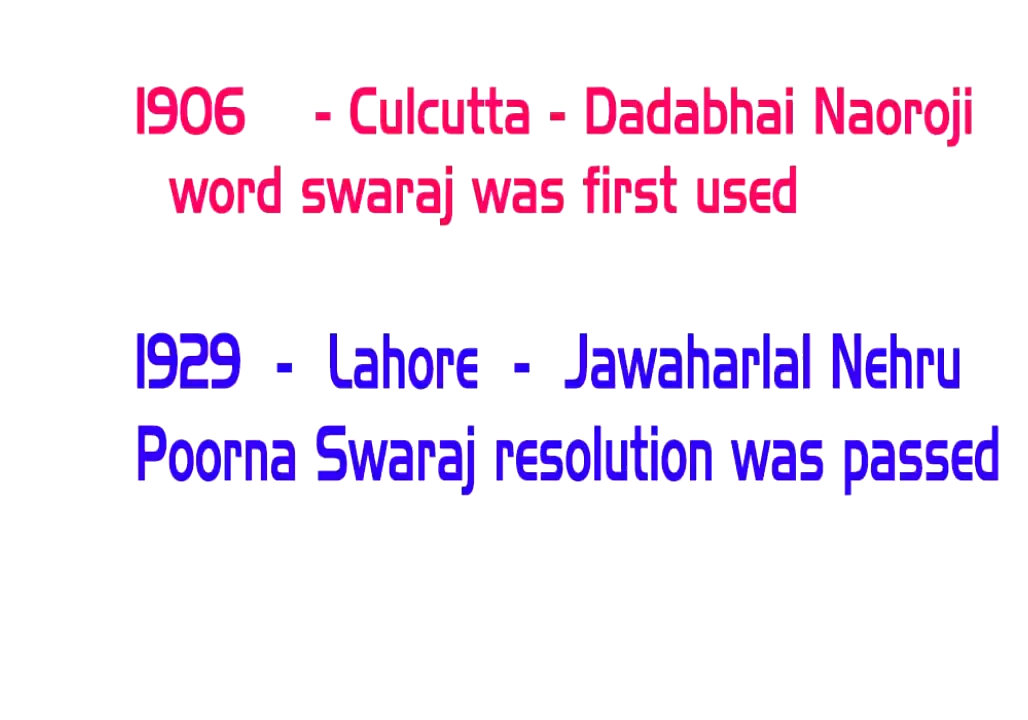 1906 - Culcutta - Dadabhai Naoroji
word swaraj was first used
1929 - Lahore - Jawaharlal Nehru
Poorna Swaraj resolution was passed